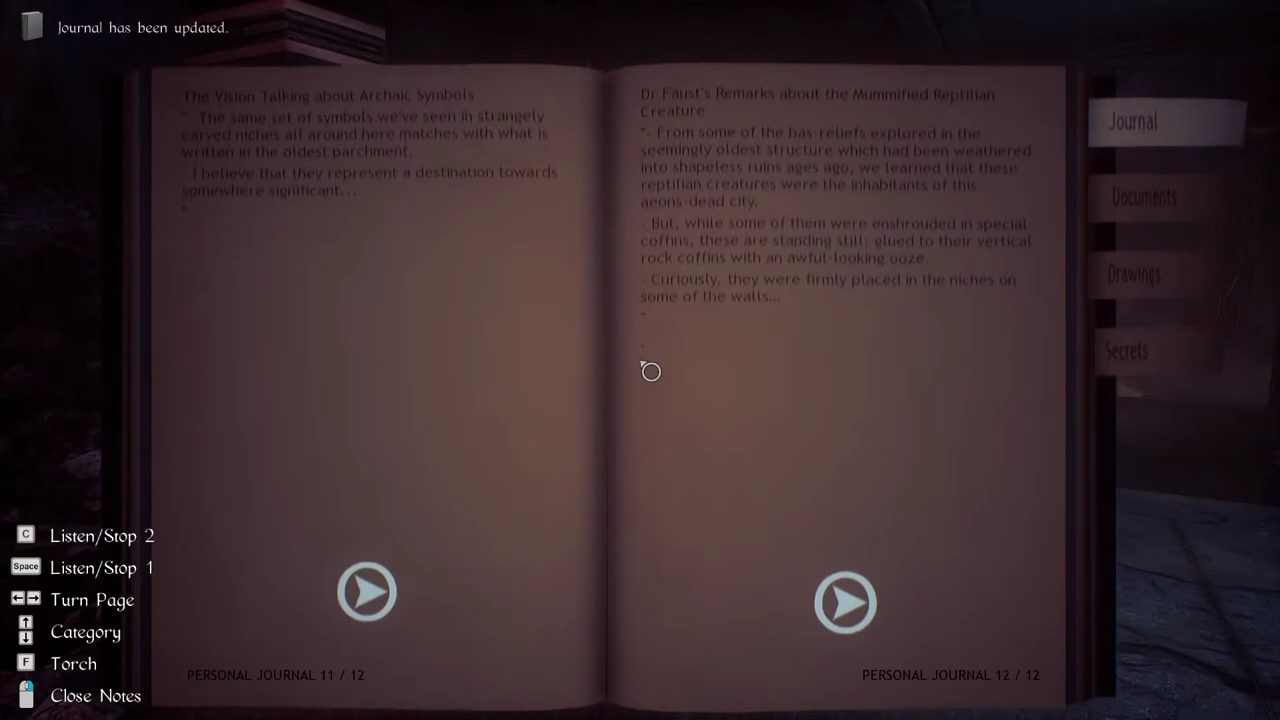 Journal has been updated.
The Vision Talking about Archaic Symbols
"- The same set of symbols we've seen in strangely
carved niches all around here matches with what is
written in the oldest parchment.
- I believe that they represent a destination towards
somewhere significant...
"
PERSONAL JOURNAL 11 / 12
Dr Faust's Remarks about the Mummified Reptilian
Creature
"- From some of the bas-reliefs explored in the
seemingly oldest structure which had been weathered
into shapeless ruins ages ago, we learned that these
reptilian creatures were the inhabitants of this
aeons-dead city.
- But, while some of them were enshrouded in special
coffins, these are standing still; glued to their vertical
rock coffins with an awful-looking ooze.
- Curiously, they were firmly placed in the niches on
some of the walls...
"
PERSONAL JOURNAL 12 / 12
Journal
Documents
Drawings
Secrets
C Listen/Stop 2
Space Listen/Stop 1
←→ Turn Page
↑↓ Category
F Torch
Close Notes